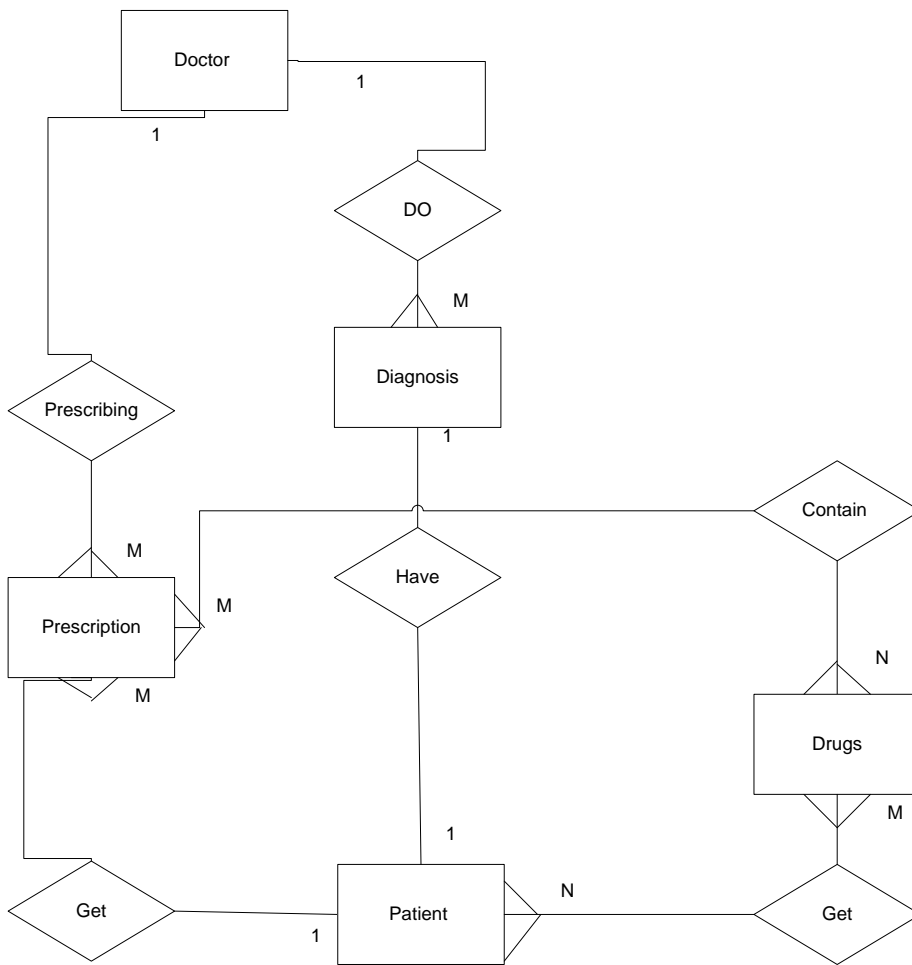 Doctor
1
1
DO
M
Diagnosis
1
Prescribing
Contain
M
Have
M
Prescription
N
M
Drugs
M
1
N
Get
Patient
Get
1